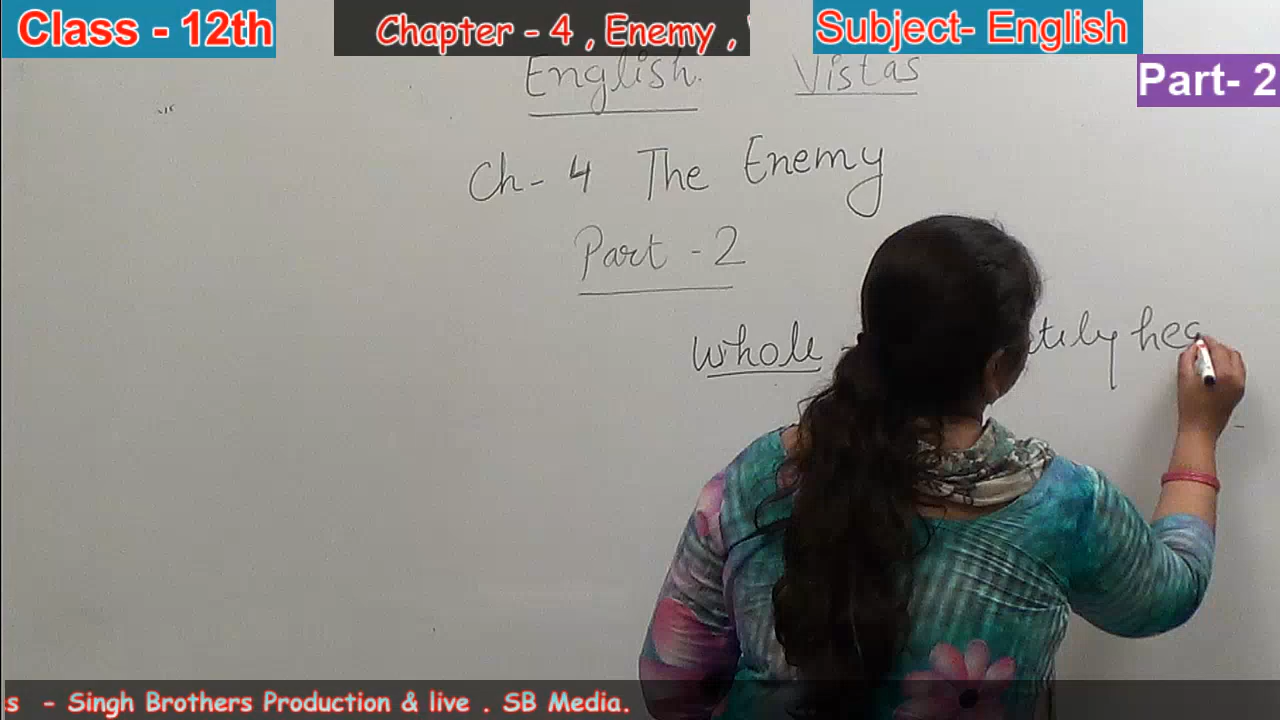 Class - 12th
Chapter - 4 , Enemy ,
Subject- English
Part- 2
English. Vistas
Ch- 4 The Enemy
Part - 2
Whole -
- Singh Brothers Production & live . SB Media.